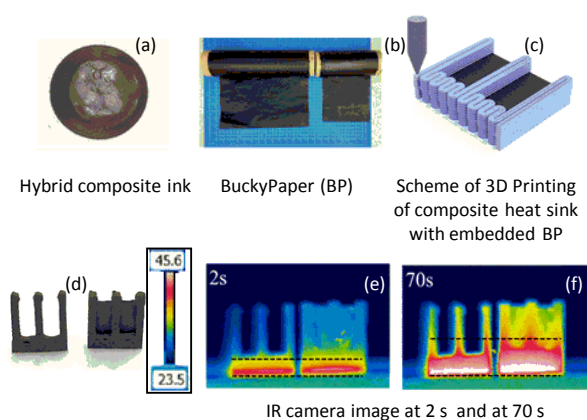 (a)
(b)
(c)
Hybrid composite ink
BuckyPaper (BP)
Scheme of 3D Printing
of composite heat sink
with embedded BP
(d)
45.6
23.5
2s
(e)
70s
(f)
IR camera image at 2 s and at 70 s